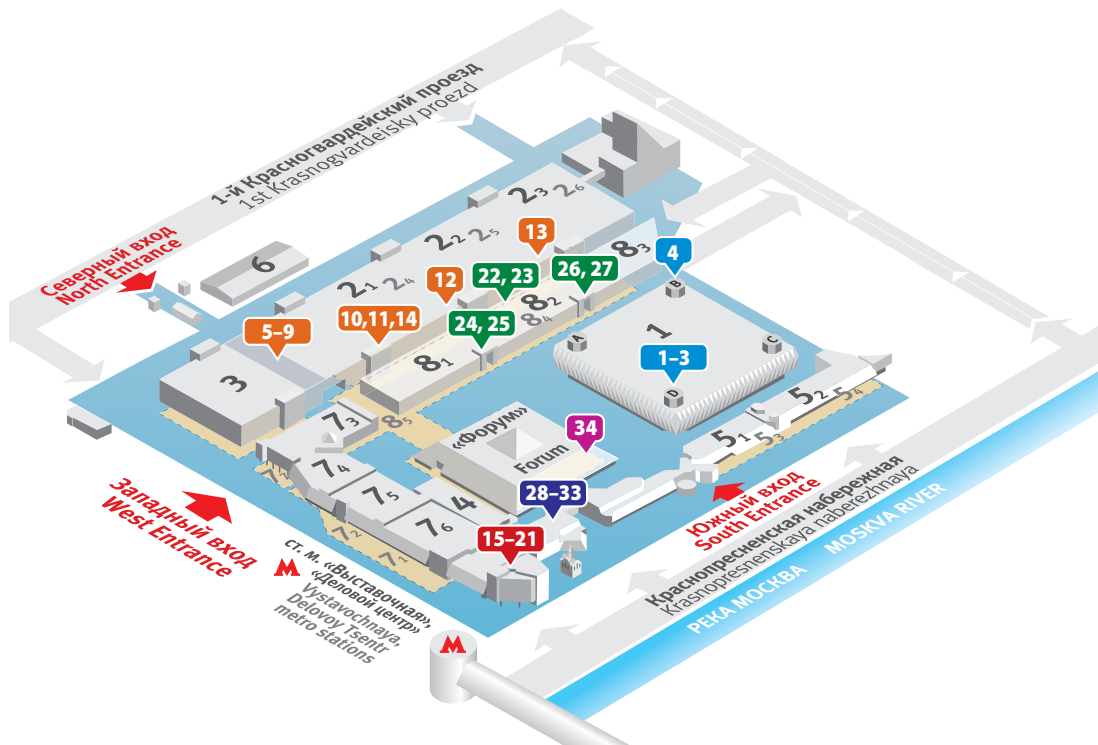 1-й Красногвардейский проезд
1st Krasnogvardeisky proezd
Северный вход
North Entrance
6
2₃
2₆
2₂
2₅
2₁
2₄
13
8₃
4
B
12
22, 23
26, 27
8₂
8₄
10,11,14
24, 25
5–9
8₁
3
1
A
C
1–3
D
7₃
8₅
«Форум»
Forum
34
5₂
5₄
5₁
5₃
7₄
7₅
4
7₆
28–33
15–21
Западный вход
West Entrance
Южный вход
South Entrance
ст. м. «Выставочная»,
«Деловой центр»
Vystavochnaya,
Delovoy Tsentr
metro stations
М
М
Краснопресненская набережная
Krasnopresnenskaya naberezhnaya
РЕКА МОСКВА MOSKVA RIVER